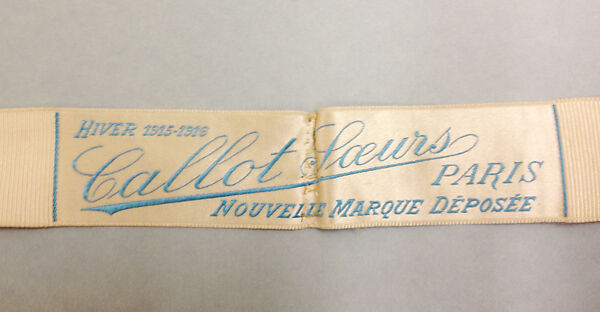 HIVER 1915-1916
Callot Sœurs
PARIS
NOUVELLE MARQUE DÉPOSÉE